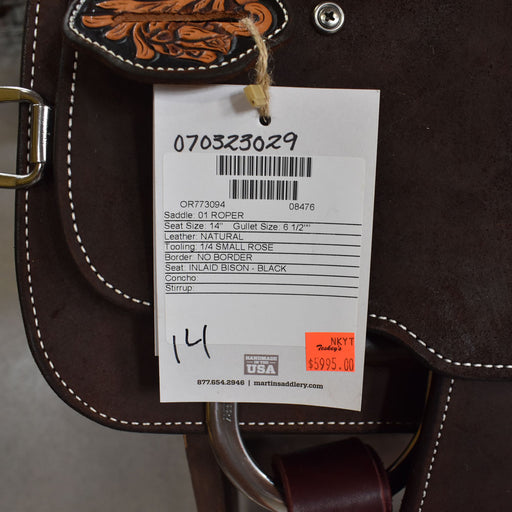 070323029
OR773094 08476
Saddle: 01 ROPER
Seat Size: 14" Gullet Size: 6 1/2""
Leather: NATURAL
Tooling: 1/4 SMALL ROSE
Border: NO BORDER
Seat: INLAID BISON - BLACK
Concho
Stirrup:
14
NKYT
Teskey's
$5995.00
HANDMADE
IN THE
USA
877.654.2946 | martinsaddlery.com